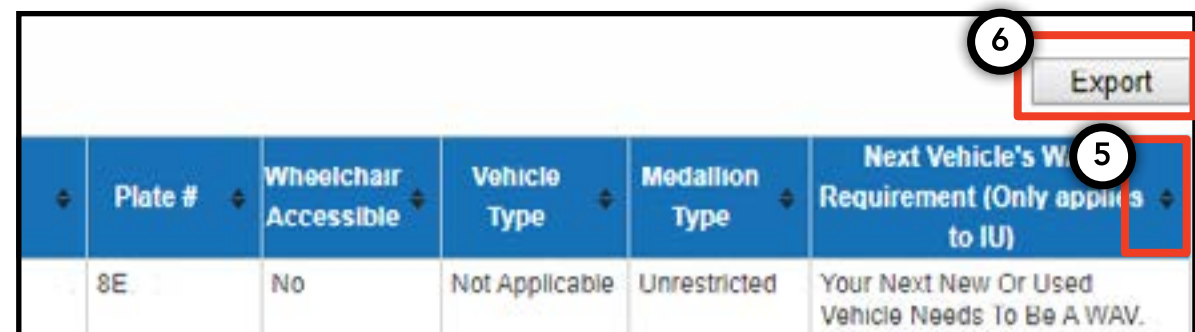 6
Export
5
Plate #
Wheelchair
Accessible
Vehicle
Type
Medallion
Type
Next Vehicle's
Requirement (Only applies
to IU)
8E
No
Not Applicable
Unrestricted
Your Next New Or Used
Vehicle Needs To Be A WAV.